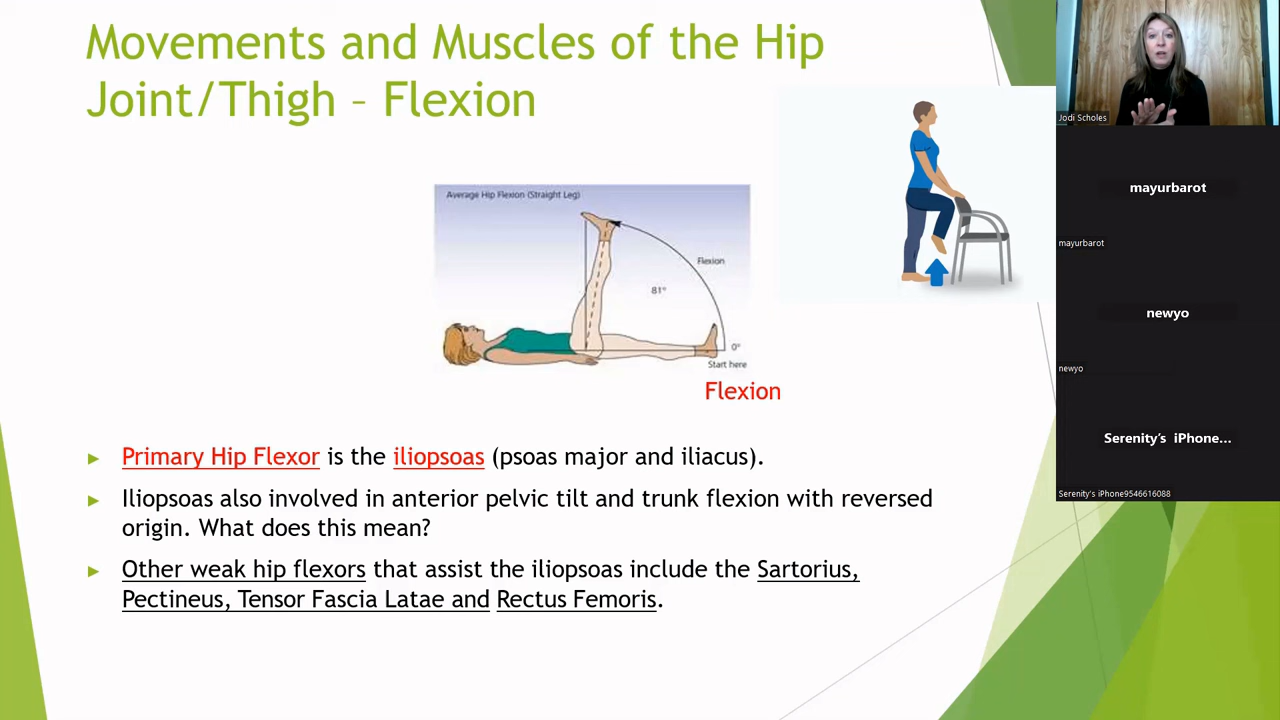 Movements and Muscles of the Hip
Joint/Thigh – Flexion
Average Hip Flexion (Straight Leg)
Flexion
81°
0°
Start here
Flexion
Primary Hip Flexor is the iliopsoas (psoas major and iliacus).
Iliopsoas also involved in anterior pelvic tilt and trunk flexion with reversed
origin. What does this mean?
Other weak hip flexors that assist the iliopsoas include the Sartorius,
Pectineus, Tensor Fascia Latae and Rectus Femoris.
Jodi Scholes
mayurbarot
mayurbarot
newyo
newyo
Serenity's iPhone...
Serenity's iPhone9546616088